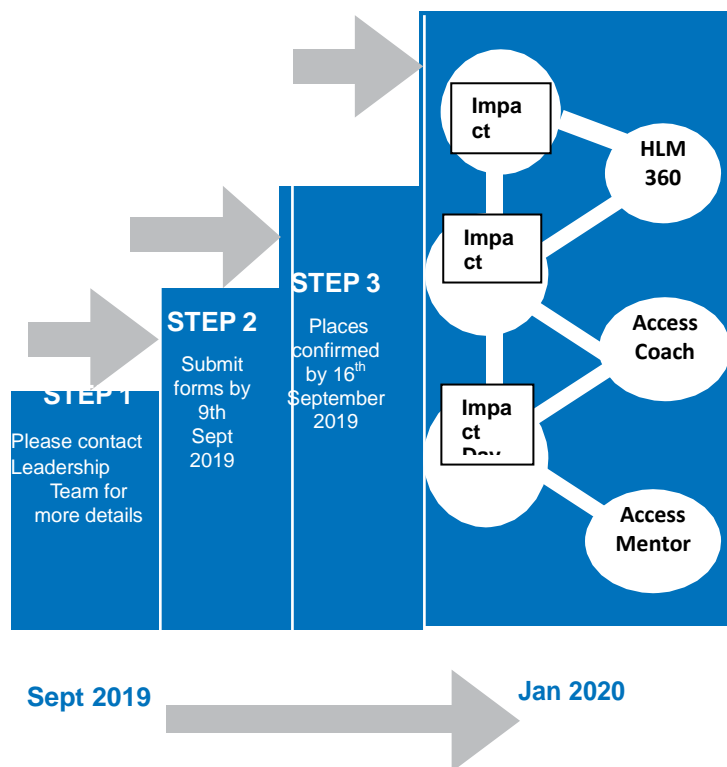 Impa
ct
HLM
360
Impa
ct
STEP 3
Places
confirmed
by 16th
September
2019
STEP 2
Submit
forms by
9th
Sept
2019
Access
Coach
STEP 1
Please contact
Leadership
Team for
more details
Impa
ct
Day
Access
Mentor
Sept 2019
Jan 2020